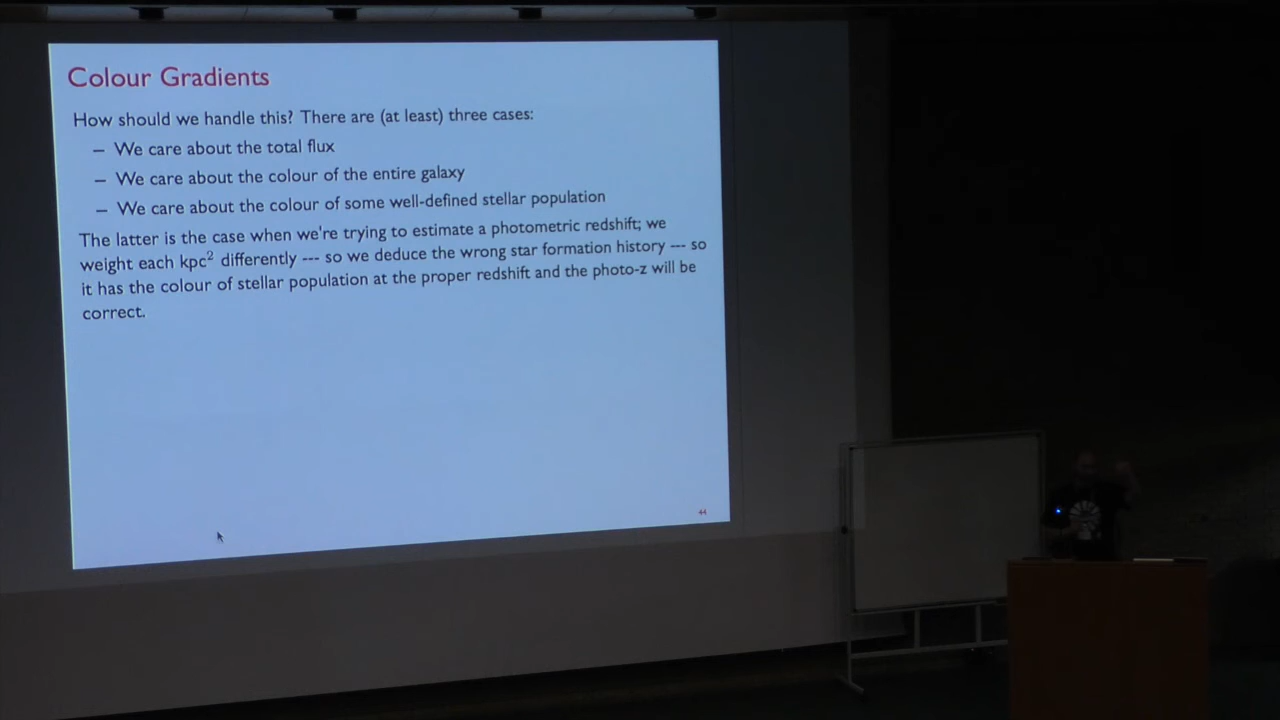 Colour Gradients
How should we handle this? There are (at least) three cases:
– We care about the total flux
– We care about the colour of the entire galaxy
– We care about the colour of some well-defined stellar population
The latter is the case when we're trying to estimate a photometric redshift; we
weight each kpc² differently --- so we deduce the wrong star formation history --- so
it has the colour of stellar population at the proper redshift and the photo-z will be
correct.
44